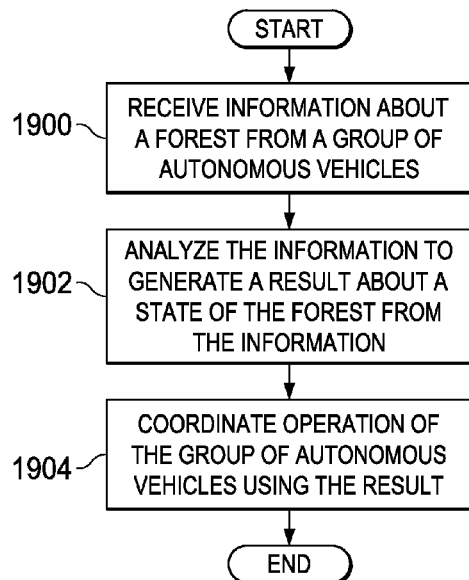 START
1900
RECEIVE INFORMATION ABOUT
A FOREST FROM A GROUP OF
AUTONOMOUS VEHICLES
1902
ANALYZE THE INFORMATION TO
GENERATE A RESULT ABOUT A
STATE OF THE FOREST FROM
THE INFORMATION
1904
COORDINATE OPERATION OF
THE GROUP OF AUTONOMOUS
VEHICLES USING THE RESULT
END